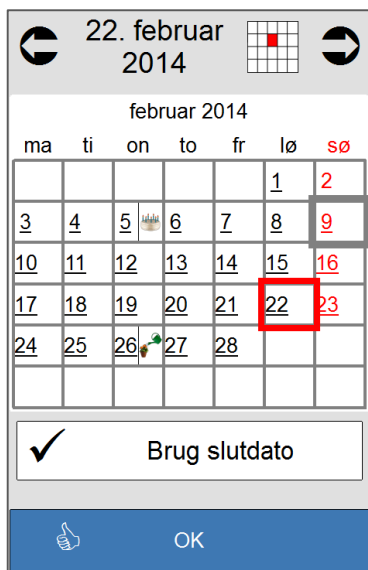 22. februar
2014
februar 2014
ma ti on to fr lø sø
1 2
3 4 5 6 7 8 9
10 11 12 13 14 15 16
17 18 19 20 21 22 23
24 25 26 27 28
Brug slutdato
OK